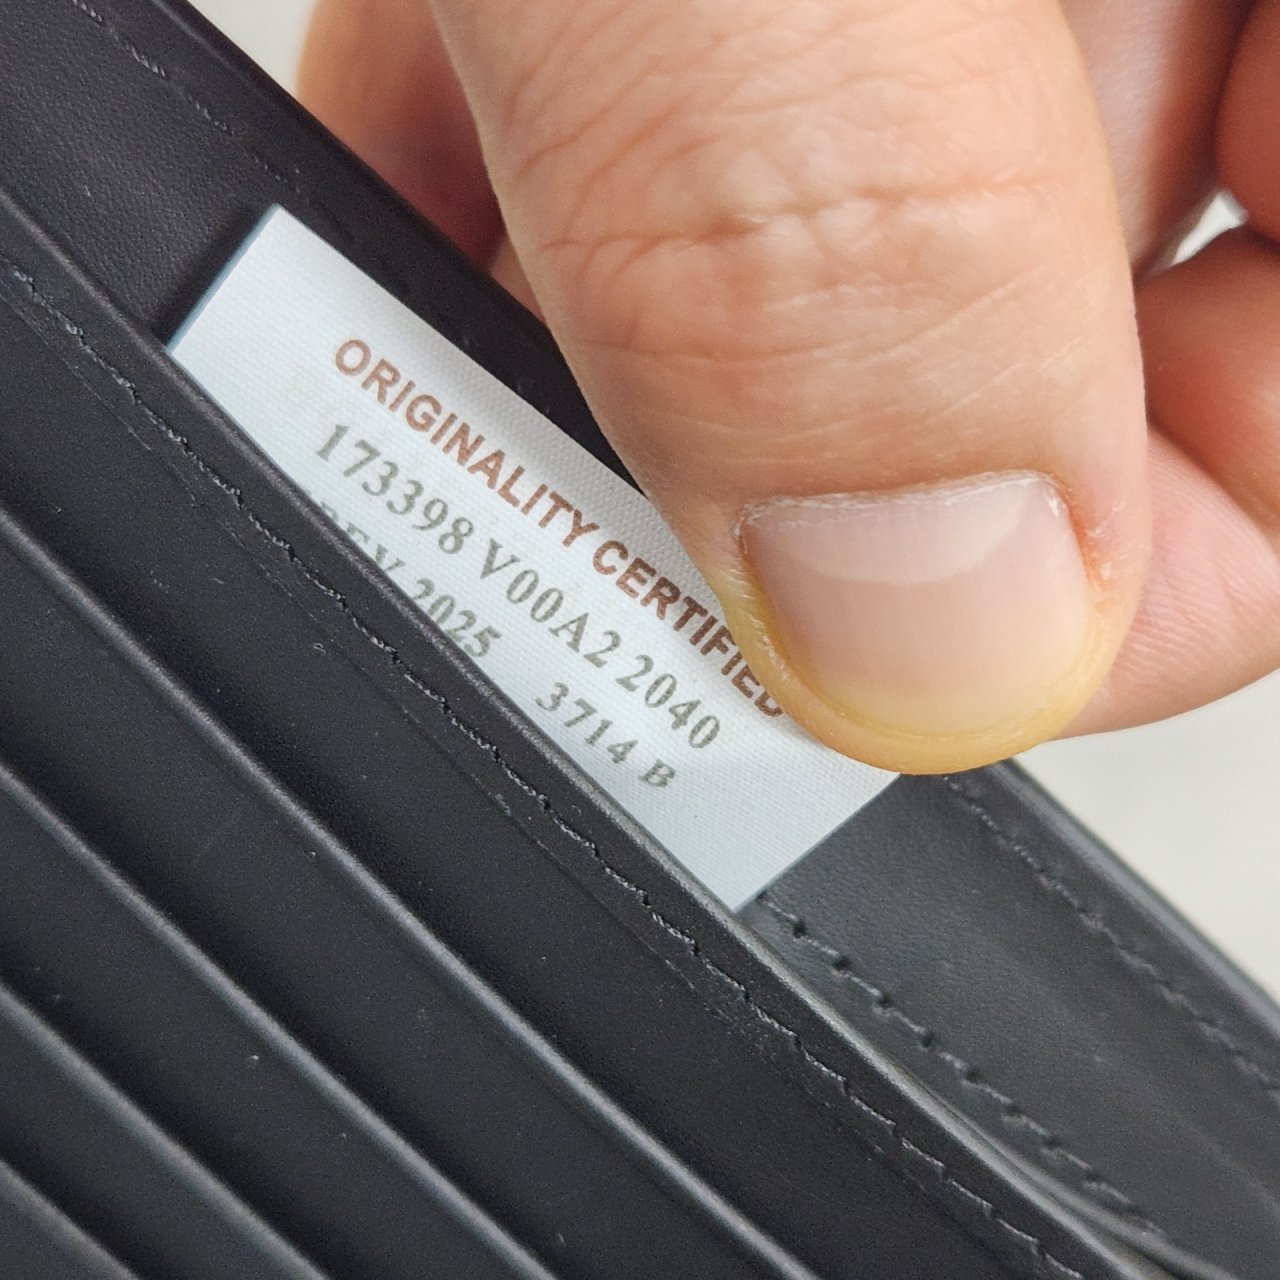 ORIGINALITY CERTIFIED
173398 V00A2 2040
2025 3714 B